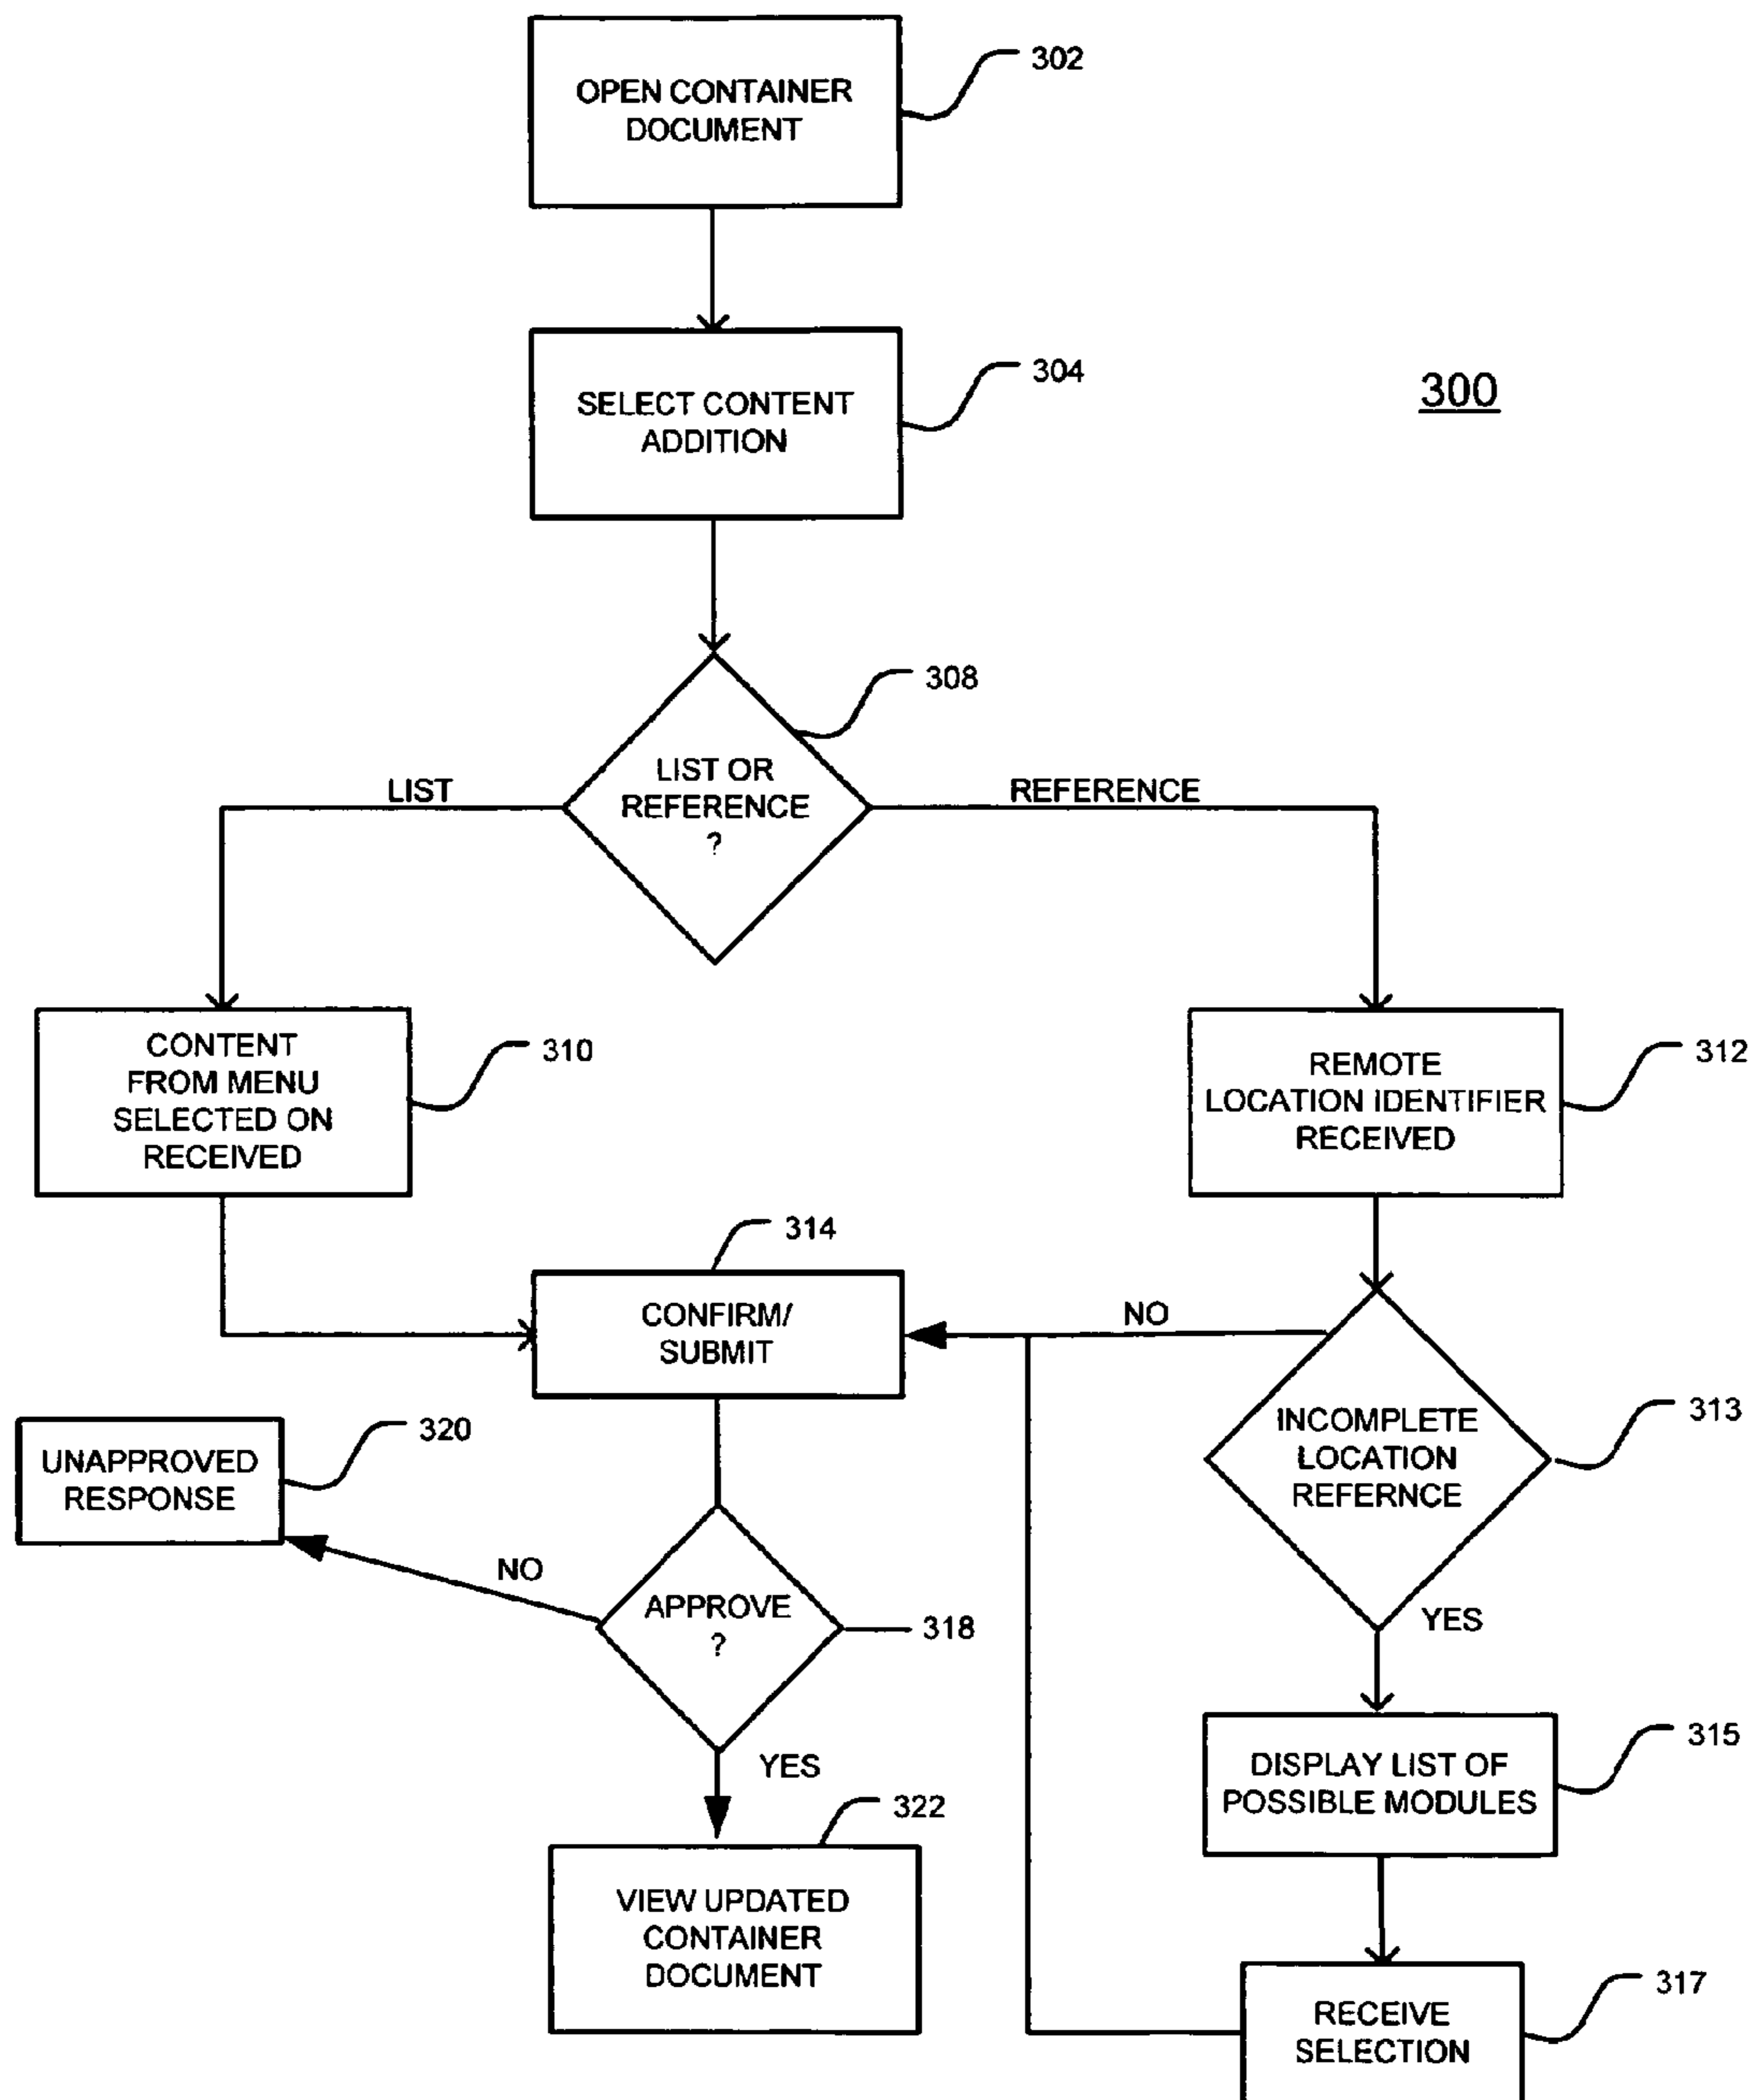 OPEN CONTAINER
DOCUMENT
302
SELECT CONTENT
ADDITION
304
300
308
LIST OR
REFERENCE
?
LIST
REFERENCE
CONTENT
FROM MENU
SELECTED ON
RECEIVED
310
REMOTE
LOCATION IDENTIFIER
RECEIVED
312
314
CONFIRM/
SUBMIT
NO
INCOMPLETE
LOCATION
REFERNCE
313
UNAPPROVED
RESPONSE
320
NO
APPROVE
?
318
YES
YES
DISPLAY LIST OF
POSSIBLE MODULES
315
322
VIEW UPDATED
CONTAINER
DOCUMENT
RECEIVE
SELECTION
317